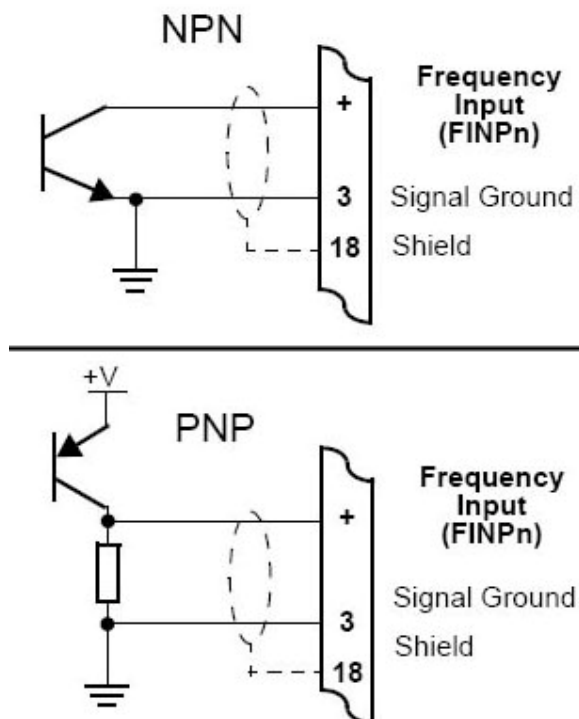 NPN
Frequency
Input
(FINPn)
+
3 Signal Ground
18 Shield
+V
PNP
Frequency
Input
(FINPn)
+
Signal Ground
3
Shield
18